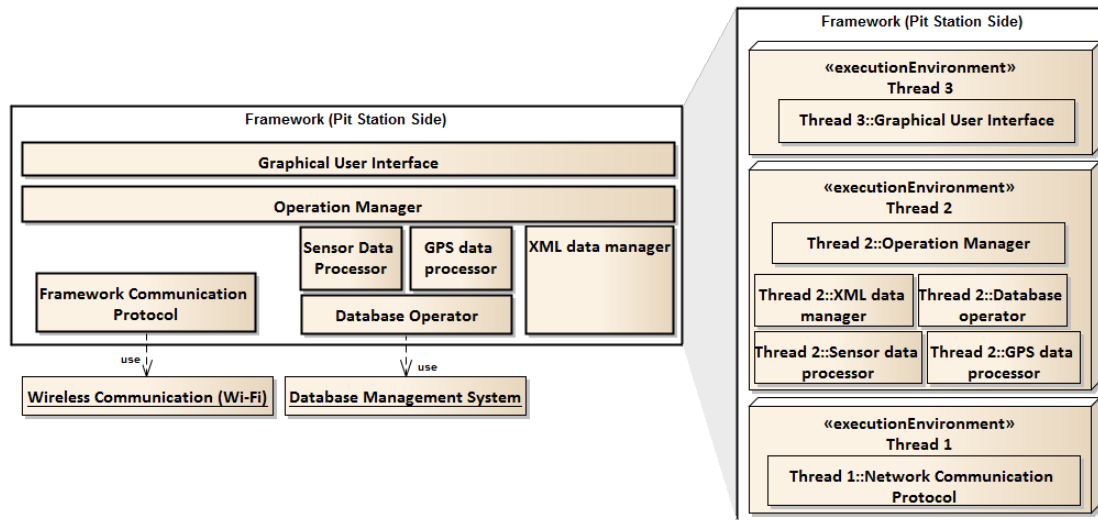 Framework (Pit Station Side)
Graphical User Interface
Operation Manager
Sensor Data
Processor
GPS data
processor
XML data manager
Framework Communication
Protocol
Database Operator
use
use
Wireless Communication (Wi-Fi)
Database Management System
Framework (Pit Station Side)
«executionEnvironment»
Thread 3
Thread 3::Graphical User Interface
«executionEnvironment»
Thread 2
Thread 2::Operation Manager
Thread 2::XML data
manager
Thread 2::Database
operator
Thread 2::Sensor data
processor
Thread 2::GPS data
processor
«executionEnvironment»
Thread 1
Thread 1::Network Communication
Protocol